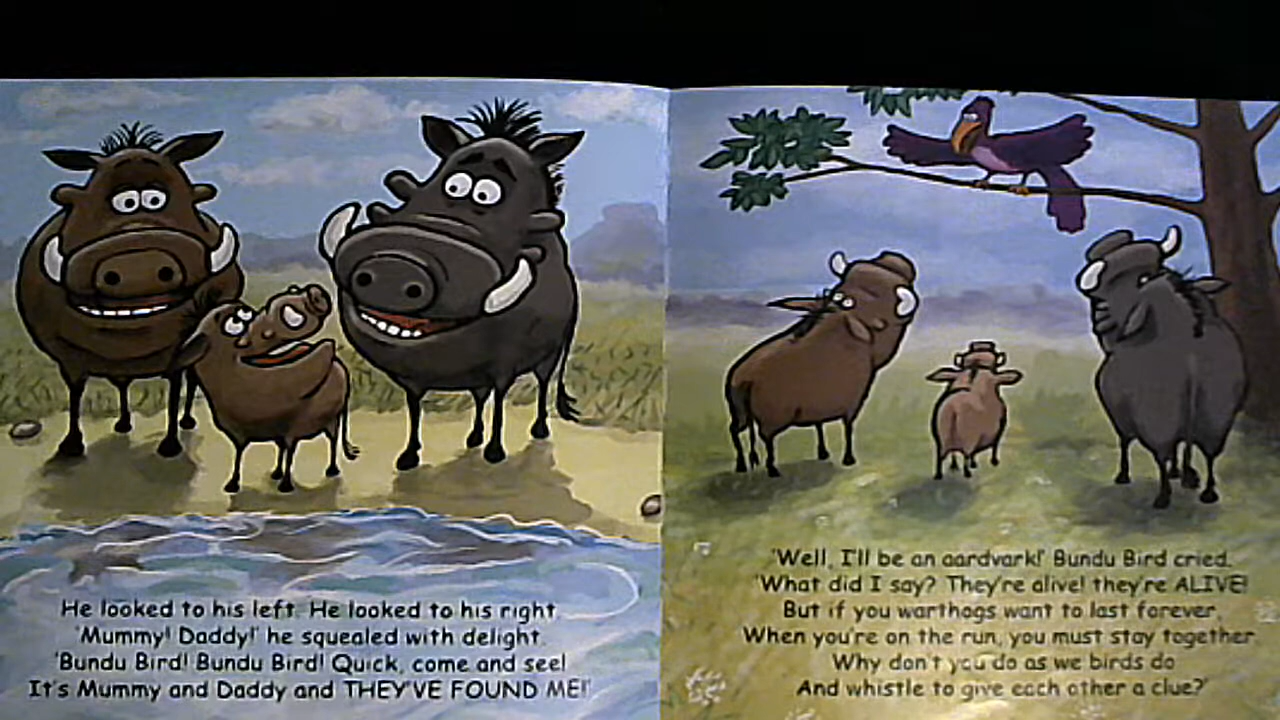 He looked to his left. He looked to his right.
'Mummy! Daddy!' he squealed with delight.
'Bundu Bird! Bundu Bird! Quick, come and see!
It's Mummy and Daddy and THEY'VE FOUND ME!'
'Well, I'll be an aardvark!' Bundu Bird cried.
'What did I say? They're alive! they're ALIVE!
But if you warthogs want to last forever,
When you're on the run, you must stay together.
Why don't you do as we birds do
And whistle to give each other a clue?'